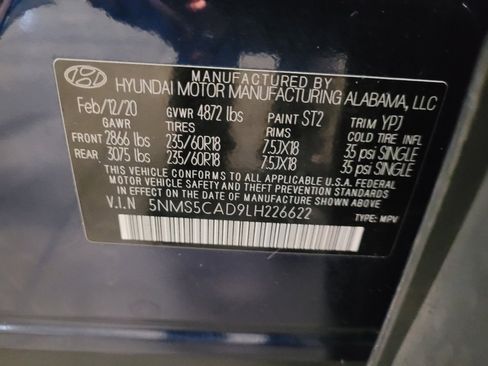 MANUFACTURED BY
HYUNDAI MOTOR MANUFACTURING ALABAMA, LLC
Feb/12/20 GVWR 4872 lbs PAINT ST2 TRIM YPJ
GAWR TIRES RIMS COLD TIRE INFL
FRONT 2866 lbs 235/60R18 7.5JX18 35 psi SINGLE
REAR 3075 lbs 235/60R18 7.5JX18 35 psi SINGLE
THIS VEHICLE CONFORMS TO ALL APPLICABLE U.S.A. FEDERAL
MOTOR VEHICLE SAFETY AND THEFT PREVENTION STANDARDS
IN EFFECT ON THE DATE OF MANUFACTURE SHOWN ABOVE
V.I.N 5NMS5CAD9LH226622
TYPE: MPV